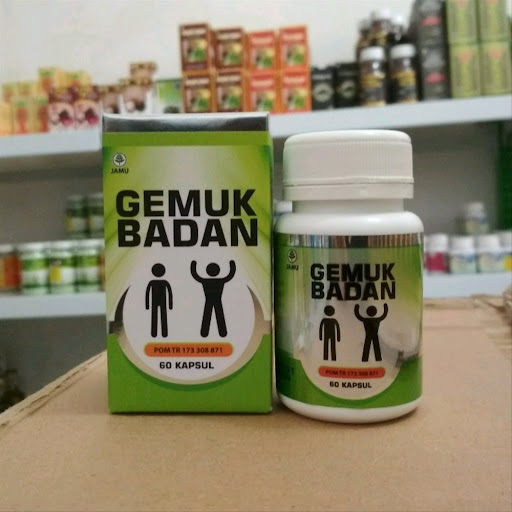 JAMU
GEMUK
BADAN
POM TR 173 308 871
60 KAPSUL
JAMU
GEMUK
BADAN
POM TR 173 308 871
60 KAPSUL